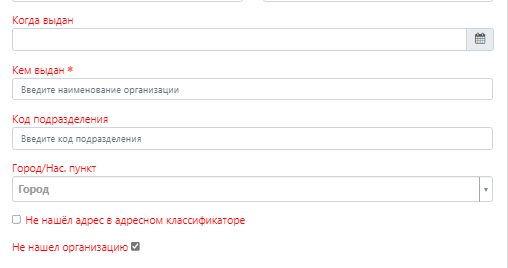 Когда выдан
Кем выдан *
Введите наименование организации
Код подразделения
Введите код подразделения
Город/Нас. пункт
Город
Не нашёл адрес в адресном классификаторе
Не нашел организацию